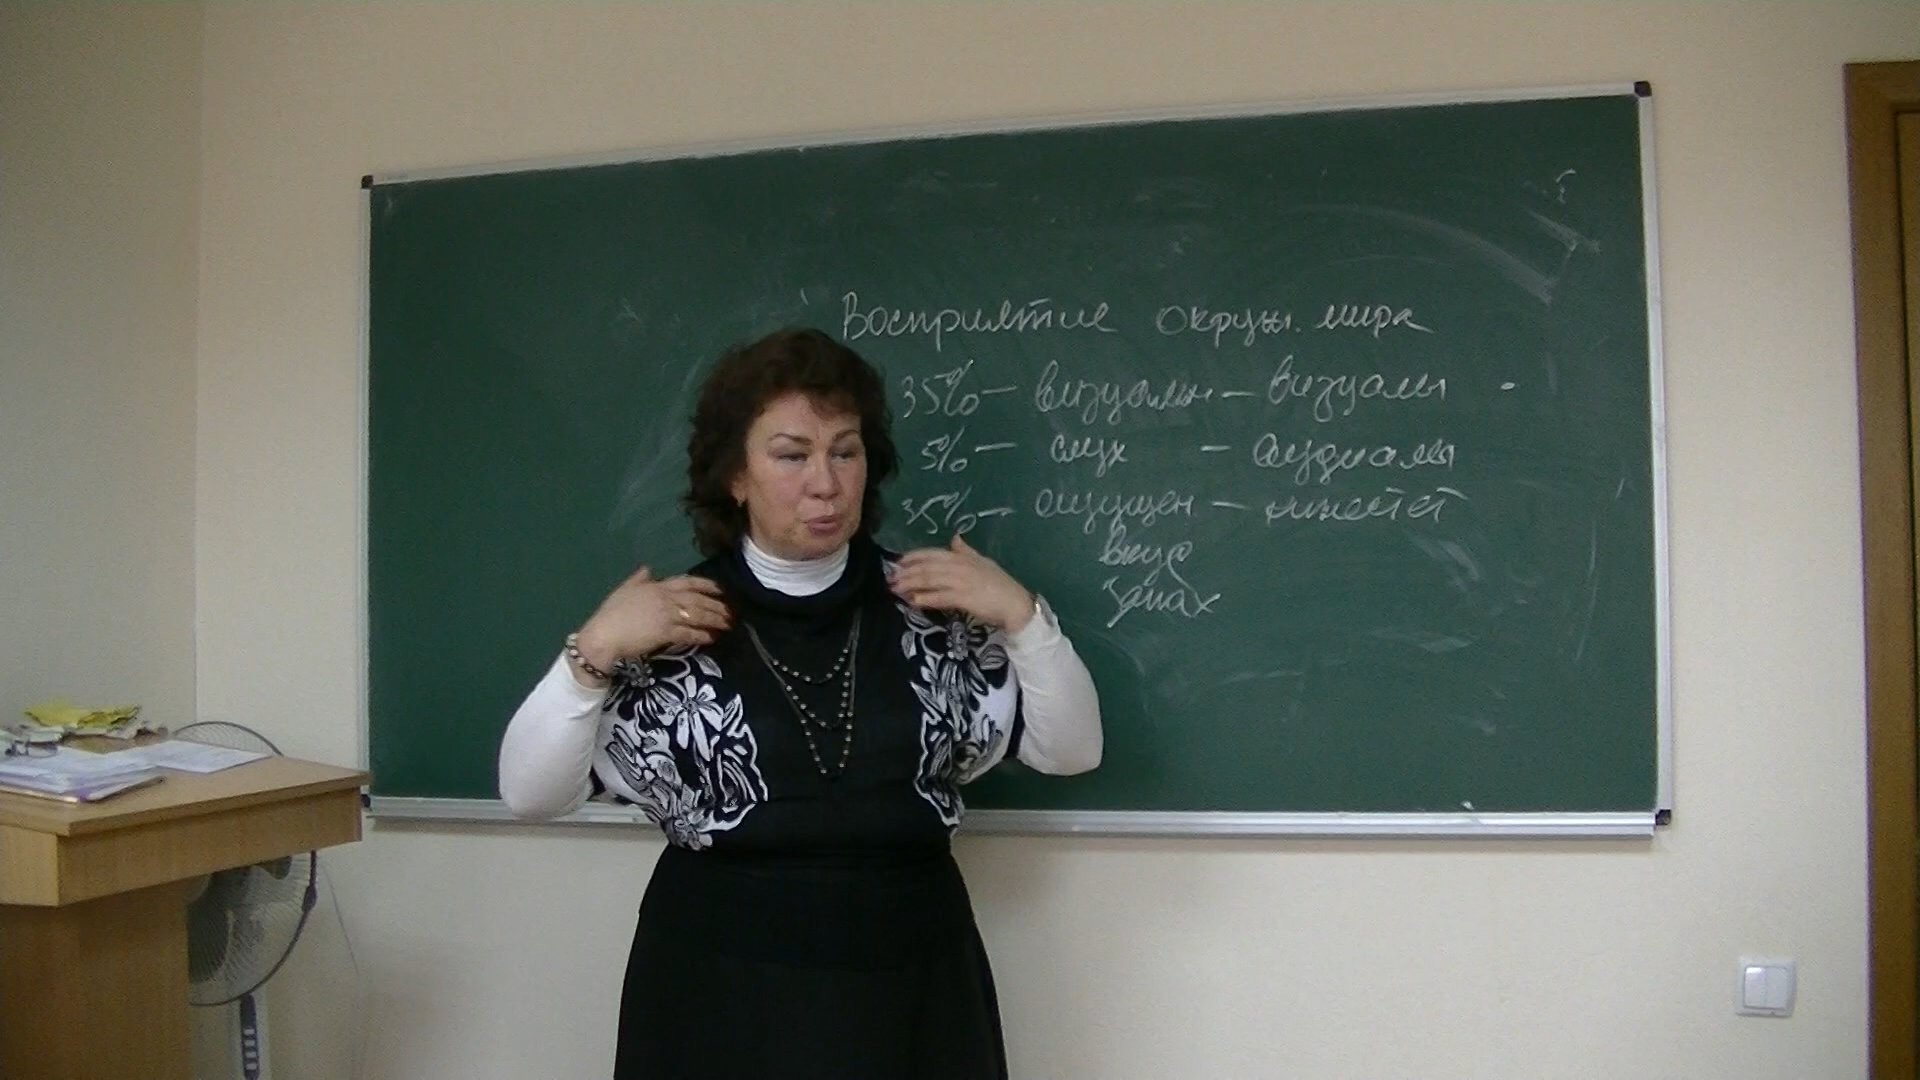 Восприятие окруж. мира
35% — визуальн — визуалы
5% — слух — аудиалы
35% — ощущен — кинестет
вкус
запах